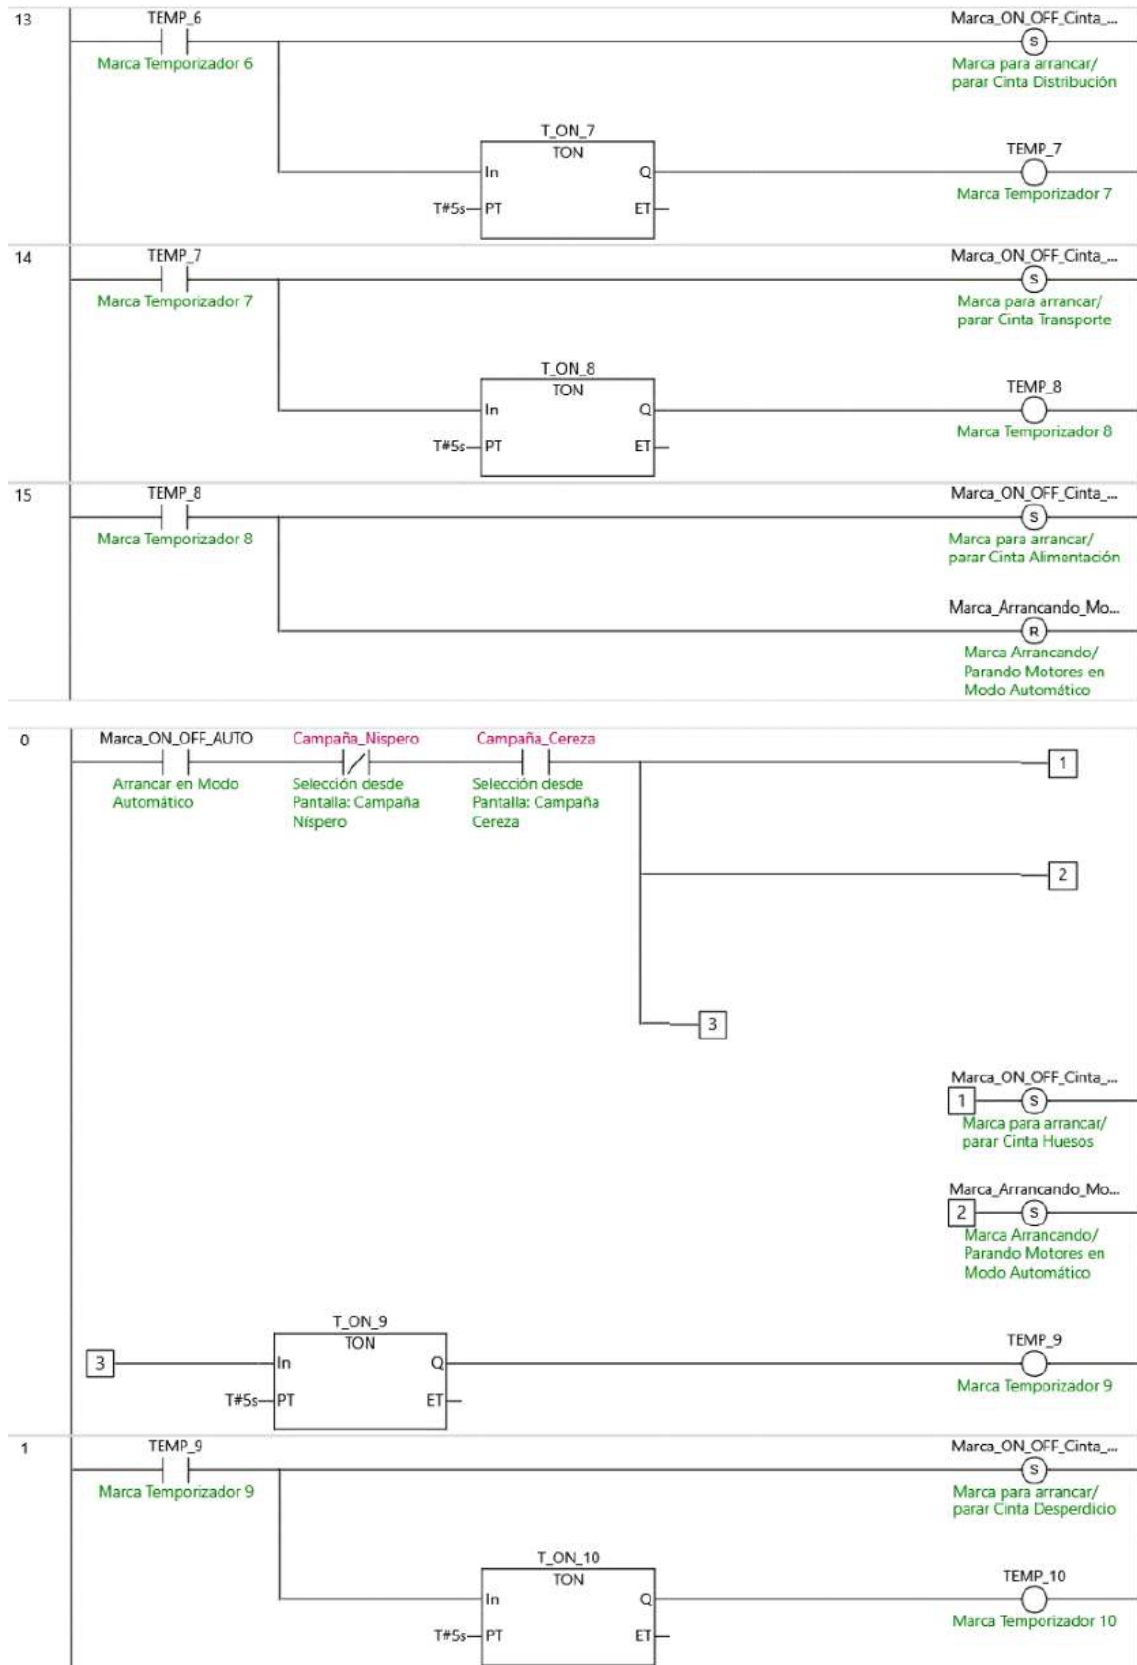 13
TEMP_6
Marca_ON_OFF_Cinta_...
S
Marca Temporizador 6
Marca para arrancar/
parar Cinta Distribución
T_ON_7
TON
TEMP_7
In
Q
Marca Temporizador 7
T#5s
PT
ET
14
TEMP_7
Marca_ON_OFF_Cinta_...
S
Marca Temporizador 7
Marca para arrancar/
parar Cinta Transporte
T_ON_8
TON
TEMP_8
In
Q
Marca Temporizador 8
T#5s
PT
ET
15
TEMP_8
Marca_ON_OFF_Cinta_...
S
Marca Temporizador 8
Marca para arrancar/
parar Cinta Alimentación
Marca_Arrancando_Mo...
R
Marca Arrancando/
Parando Motores en
Modo Automático
0
Marca_ON_OFF_AUTO
Campaña_Nispero
Campaña_Cereza
1
Arrancar en Modo
Automático
Selección desde
Pantalla: Campaña
Níspero
Selección desde
Pantalla: Campaña
Cereza
2
3
Marca_ON_OFF_Cinta_...
1
S
Marca para arrancar/
parar Cinta Huesos
Marca_Arrancando_Mo...
2
S
Marca Arrancando/
Parando Motores en
Modo Automático
T_ON_9
TON
TEMP_9
3
In
Q
Marca Temporizador 9
T#5s
PT
ET
1
TEMP_9
Marca_ON_OFF_Cinta_...
S
Marca Temporizador 9
Marca para arrancar/
parar Cinta Desperdicio
T_ON_10
TON
TEMP_10
In
Q
Marca Temporizador 10
T#5s
PT
ET